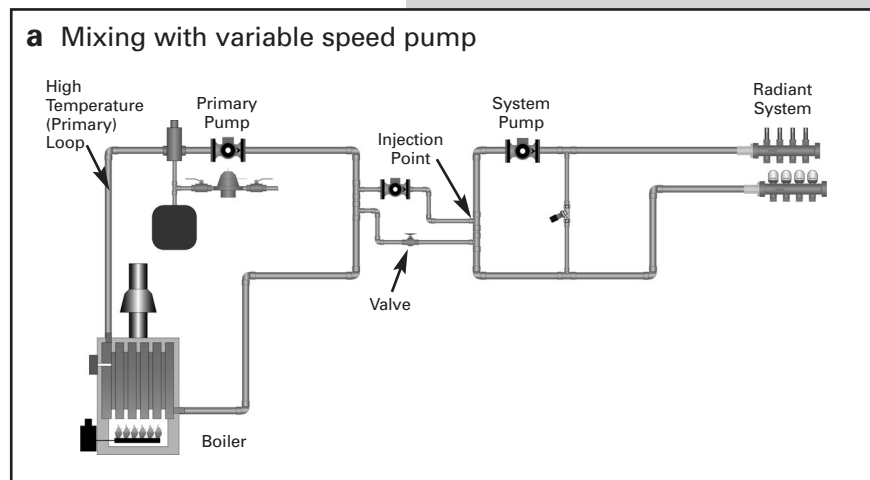 a Mixing with variable speed pump
High
Temperature
(Primary)
Loop
Primary
Pump
Injection
Point
System
Pump
Radiant
System
Valve
Boiler